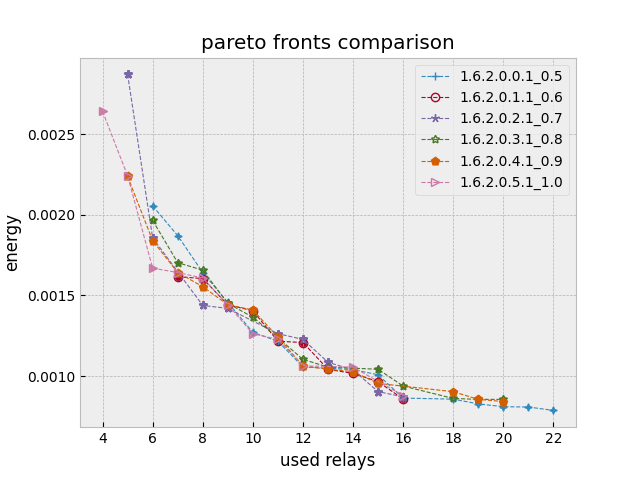 pareto fronts comparison
1.6.2.0.0.1_0.5
1.6.2.0.1.1_0.6
1.6.2.0.2.1_0.7
1.6.2.0.3.1_0.8
1.6.2.0.4.1_0.9
1.6.2.0.5.1_1.0
energy
0.0025
0.0020
0.0015
0.0010
4 6 8 10 12 14 16 18 20 22
used relays